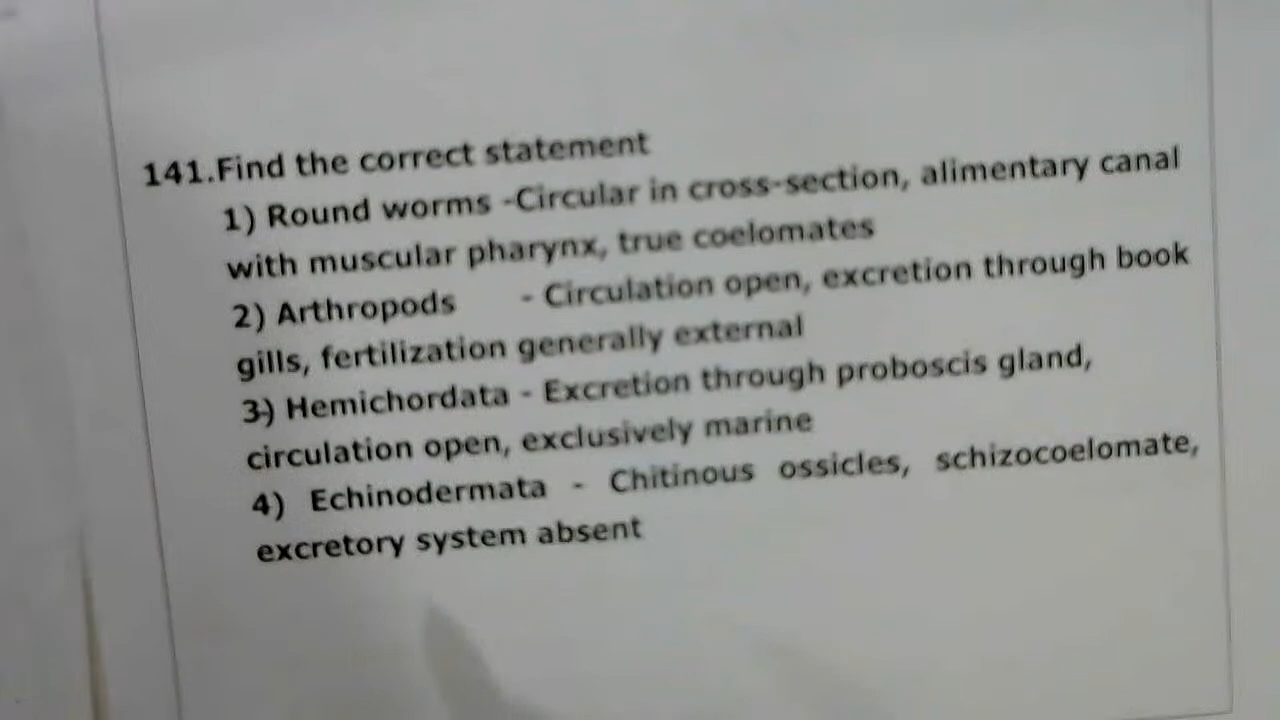 141.Find the correct statement
1) Round worms -Circular in cross-section, alimentary canal
with muscular pharynx, true coelomates
2) Arthropods - Circulation open, excretion through book
gills, fertilization generally external
3) Hemichordata - Excretion through proboscis gland,
circulation open, exclusively marine
4) Echinodermata - Chitinous ossicles, schizocoelomate,
excretory system absent